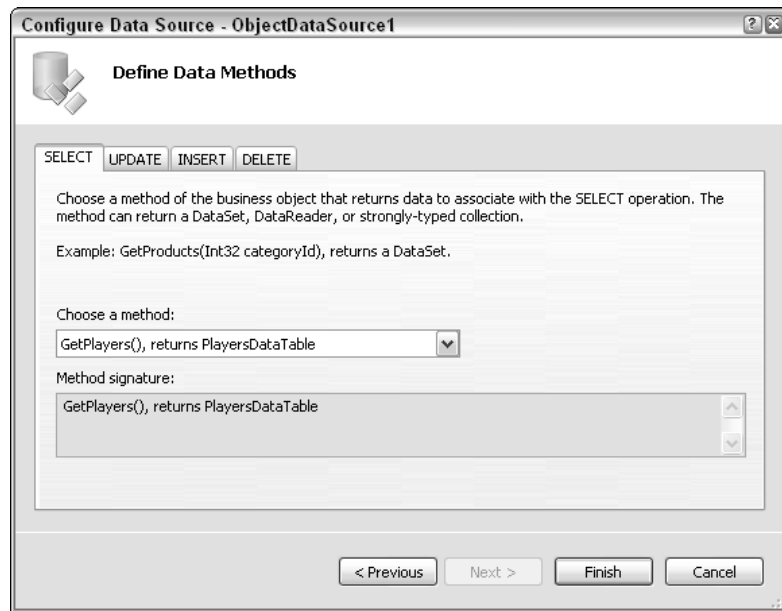 Configure Data Source - ObjectDataSource1
Define Data Methods
SELECT UPDATE INSERT DELETE
Choose a method of the business object that returns data to associate with the SELECT operation. The
method can return a DataSet, DataReader, or strongly-typed collection.
Example: GetProducts(Int32 categoryId), returns a DataSet.
Choose a method:
GetPlayers(), returns PlayersDataTable
Method signature:
GetPlayers(), returns PlayersDataTable
< Previous Next > Finish Cancel